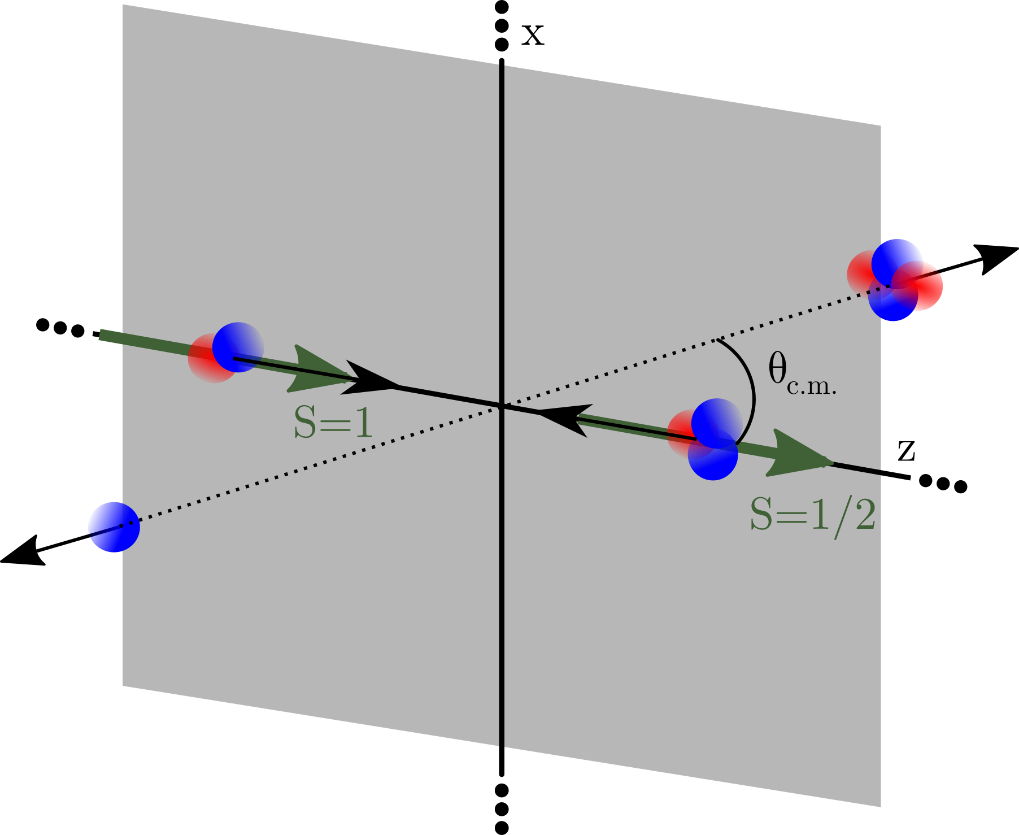 x
θc.m.
S=1
z
S=1/2